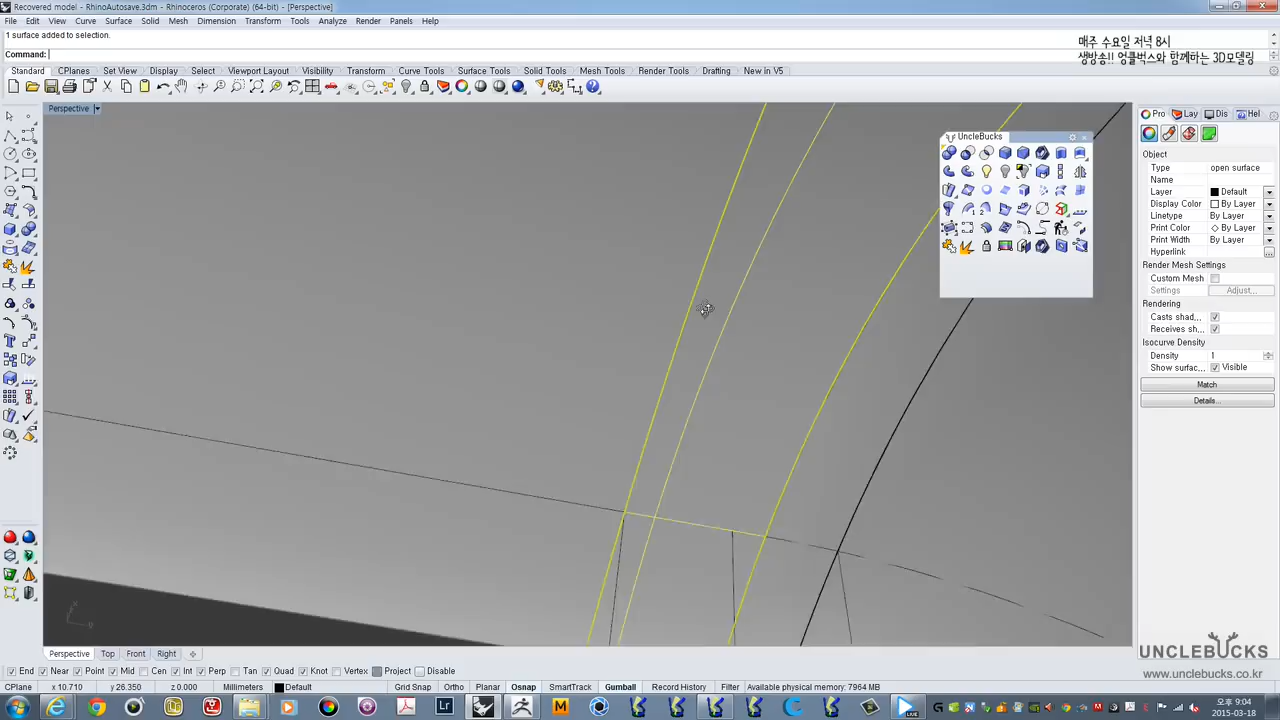 Recovered model - RhinoAutosave.3dm - Rhinoceros (Corporate) (64-bit) - [Perspective]
File Edit View Curve Surface Solid Mesh Dimension Transform Tools Analyze Render Panels Help
1 surface added to selection.
Command:
매주 수요일 저녁 8시
생방송!! 엉클벅스와 함께하는 3D모델링
Standard CPlanes Set View Display Select Viewport Layout Visibility Transform Curve Tools Surface Tools Solid Tools Mesh Tools Render Tools Drafting New in V5
Perspective
Pro Lay Dis Hel
UncleBucks
Object
Type open surface
Name
Layer Default
Display Color By Layer
Linetype By Layer
Print Color By Layer
Print Width By Layer
Hyperlink
Render Mesh Settings
Custom Mesh
Settings Adjust...
Rendering
Casts shad...
Receives sh...
Isocurve Density
Density 1
Show surfac... Visible
Match
Details...
1 2
Perspective Top Front Right
UNCLEBUCKS
www.unclebucks.co.kr
End Near Point Mid Cen Int Perp Tan Quad Knot Vertex Project Disable
CPlane x 10.710 y 26.350 z 0.000 Millimeters Default Grid Snap Ortho Planar Osnap SmartTrack Gumball Record History Filter Available physical memory: 7964 MB
Lr M LIVE
오후 9:04
2015-03-18